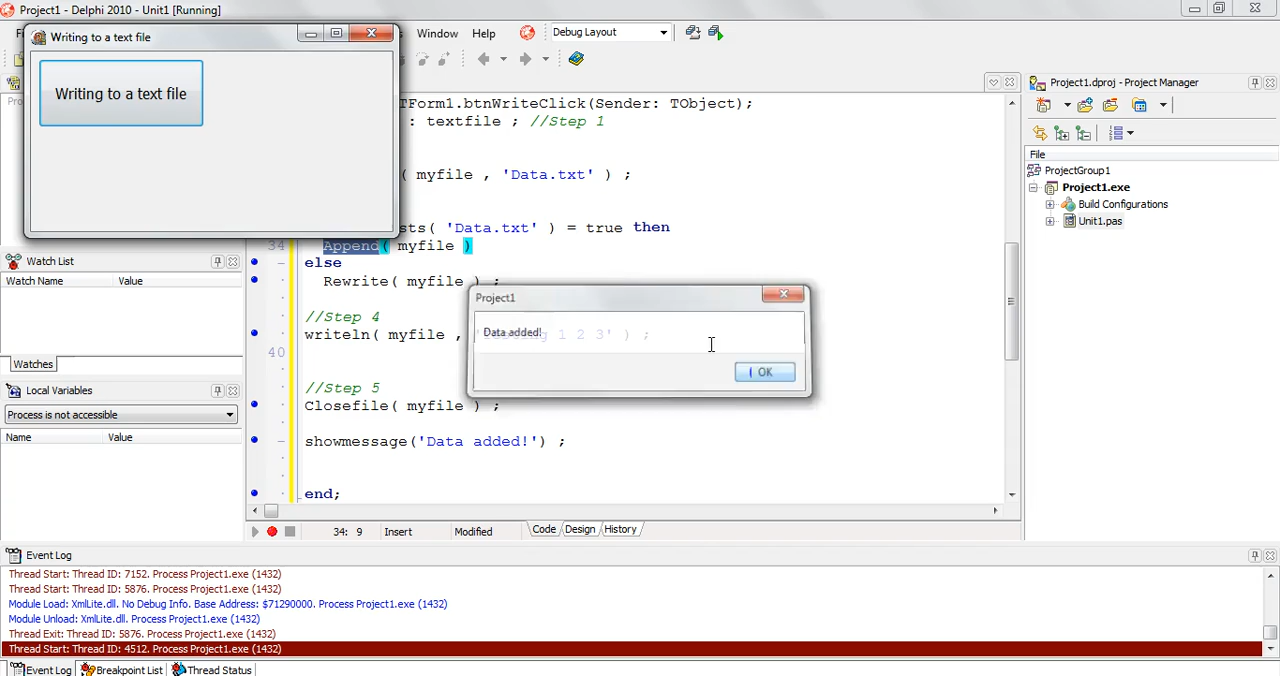 Project1 - Delphi 2010 - Unit1 [Running]
Writing to a text file
Window Help Debug Layout
Writing to a text file
TForm1.btnWriteClick(Sender: TObject);
: textfile ; //Step 1
( myfile , 'Data.txt' ) ;
sts( 'Data.txt' ) = true then
34 Append( myfile )
else
Rewrite( myfile ) ;
//Step 4
writeln( myfile , 'Testing 1 2 3' ) ;
40
//Step 5
Closefile( myfile ) ;
showmessage('Data added!') ;
end;
Project1
Data added!
OK
34: 9 Insert Modified Code Design History
Project1.dproj - Project Manager
File
ProjectGroup1
Project1.exe
Build Configurations
Unit1.pas
Watch List
Watch Name Value
Watches
Local Variables
Process is not accessible
Name Value
Event Log
Thread Start: Thread ID: 7152. Process Project1.exe (1432)
Thread Start: Thread ID: 5876. Process Project1.exe (1432)
Module Load: XmlLite.dll. No Debug Info. Base Address: $71290000. Process Project1.exe (1432)
Module Unload: XmlLite.dll. Process Project1.exe (1432)
Thread Exit: Thread ID: 5876. Process Project1.exe (1432)
Thread Start: Thread ID: 4512. Process Project1.exe (1432)
Event Log Breakpoint List Thread Status